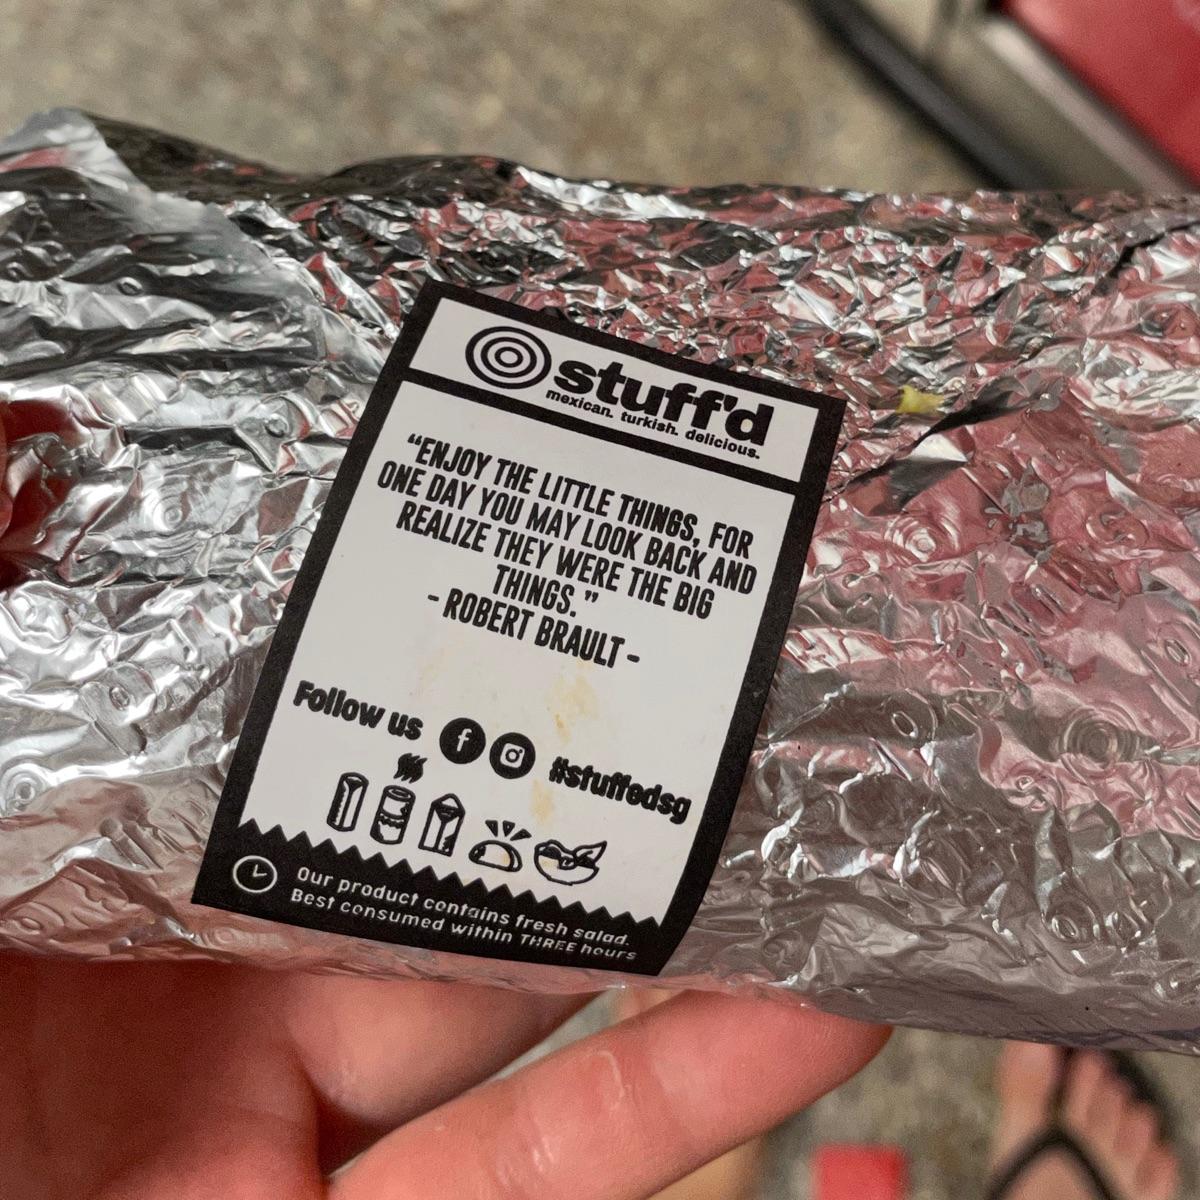 stuff'd
mexican. turkish. delicious.
“ENJOY THE LITTLE THINGS, FOR
ONE DAY YOU MAY LOOK BACK AND
REALIZE THEY WERE THE BIG
THINGS.”
- ROBERT BRAULT -
Follow us f #stuffedsg
Our product contains fresh salad.
Best consumed within THREE hours